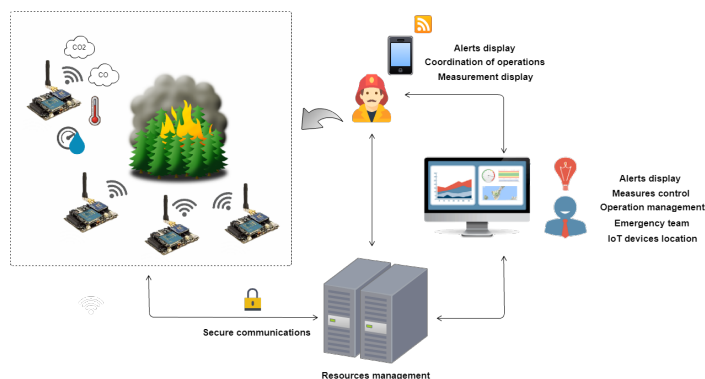 CO2
CO
Alerts display
Coordination of operations
Measurement display
Alerts display
Measures control
Operation management
Emergency team
IoT devices location
Secure communications
Resources management